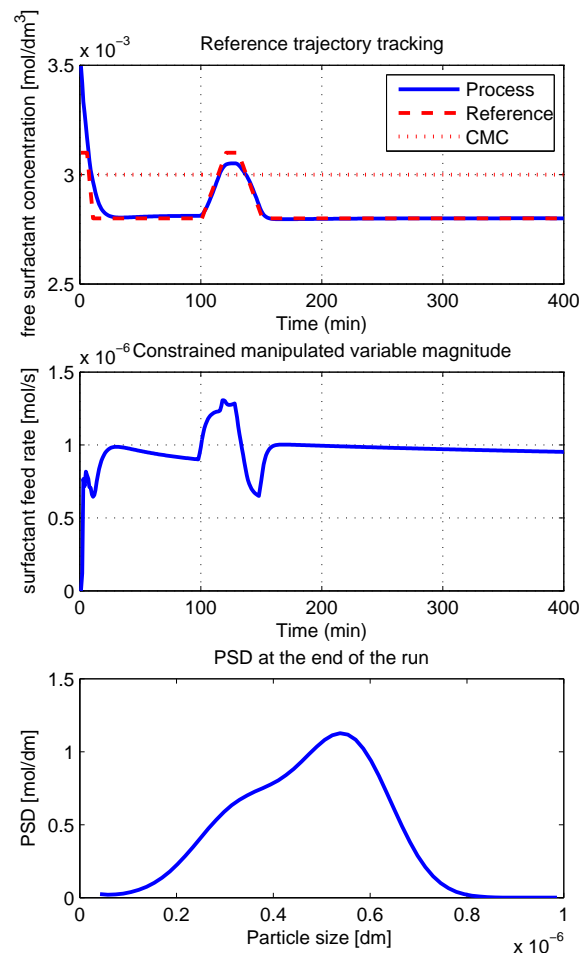 x 10⁻³
Reference trajectory tracking
free surfactant concentration [mol/dm³]
3.5
3
2.5
Process
Reference
CMC
0
100
200
300
400
Time (min)
x 10⁻⁶
Constrained manipulated variable magnitude
surfactant feed rate [mol/s]
1.5
1
0.5
0
0
100
200
300
400
Time (min)
PSD at the end of the run
PSD [mol/dm]
1.5
1
0.5
0
0
0.2
0.4
0.6
0.8
1
Particle size [dm]
x 10⁻⁶